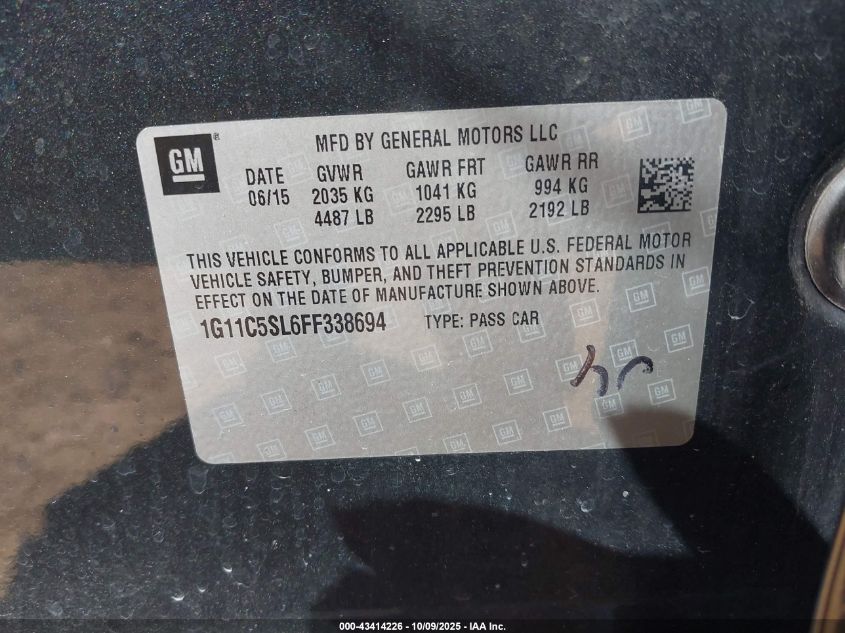 GM
MFD BY GENERAL MOTORS LLC
DATE GVWR GAWR FRT GAWR RR
06/15 2035 KG 1041 KG 994 KG
4487 LB 2295 LB 2192 LB
THIS VEHICLE CONFORMS TO ALL APPLICABLE U.S. FEDERAL MOTOR
VEHICLE SAFETY, BUMPER, AND THEFT PREVENTION STANDARDS IN
EFFECT ON THE DATE OF MANUFACTURE SHOWN ABOVE.
1G11C5SL6FF338694 TYPE: PASS CAR
000-43414226 - 10/09/2025 - IAA Inc.